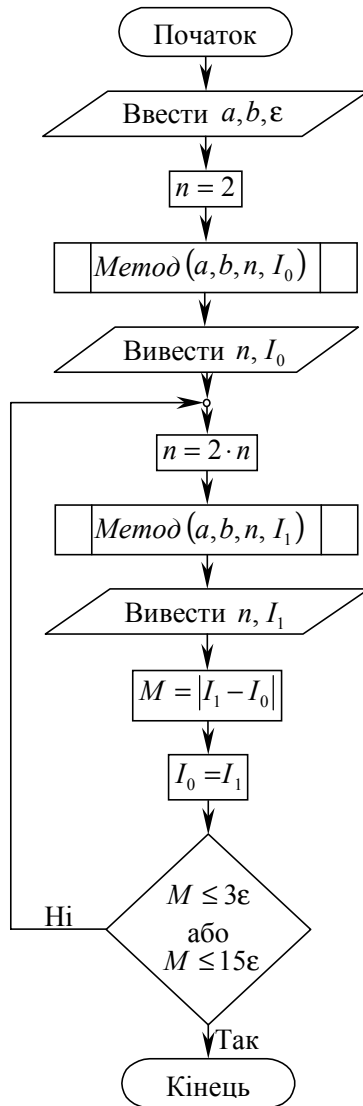 Початок
Ввести a, b, ε
n = 2
Метод(a, b, n, I₀)
Вивести n, I₀
n = 2 · n
Метод(a, b, n, I₁)
Вивести n, I₁
M = |I₁ − I₀|
I₀ = I₁
M ≤ 3ε
або
M ≤ 15ε
Ні
Так
Кінець